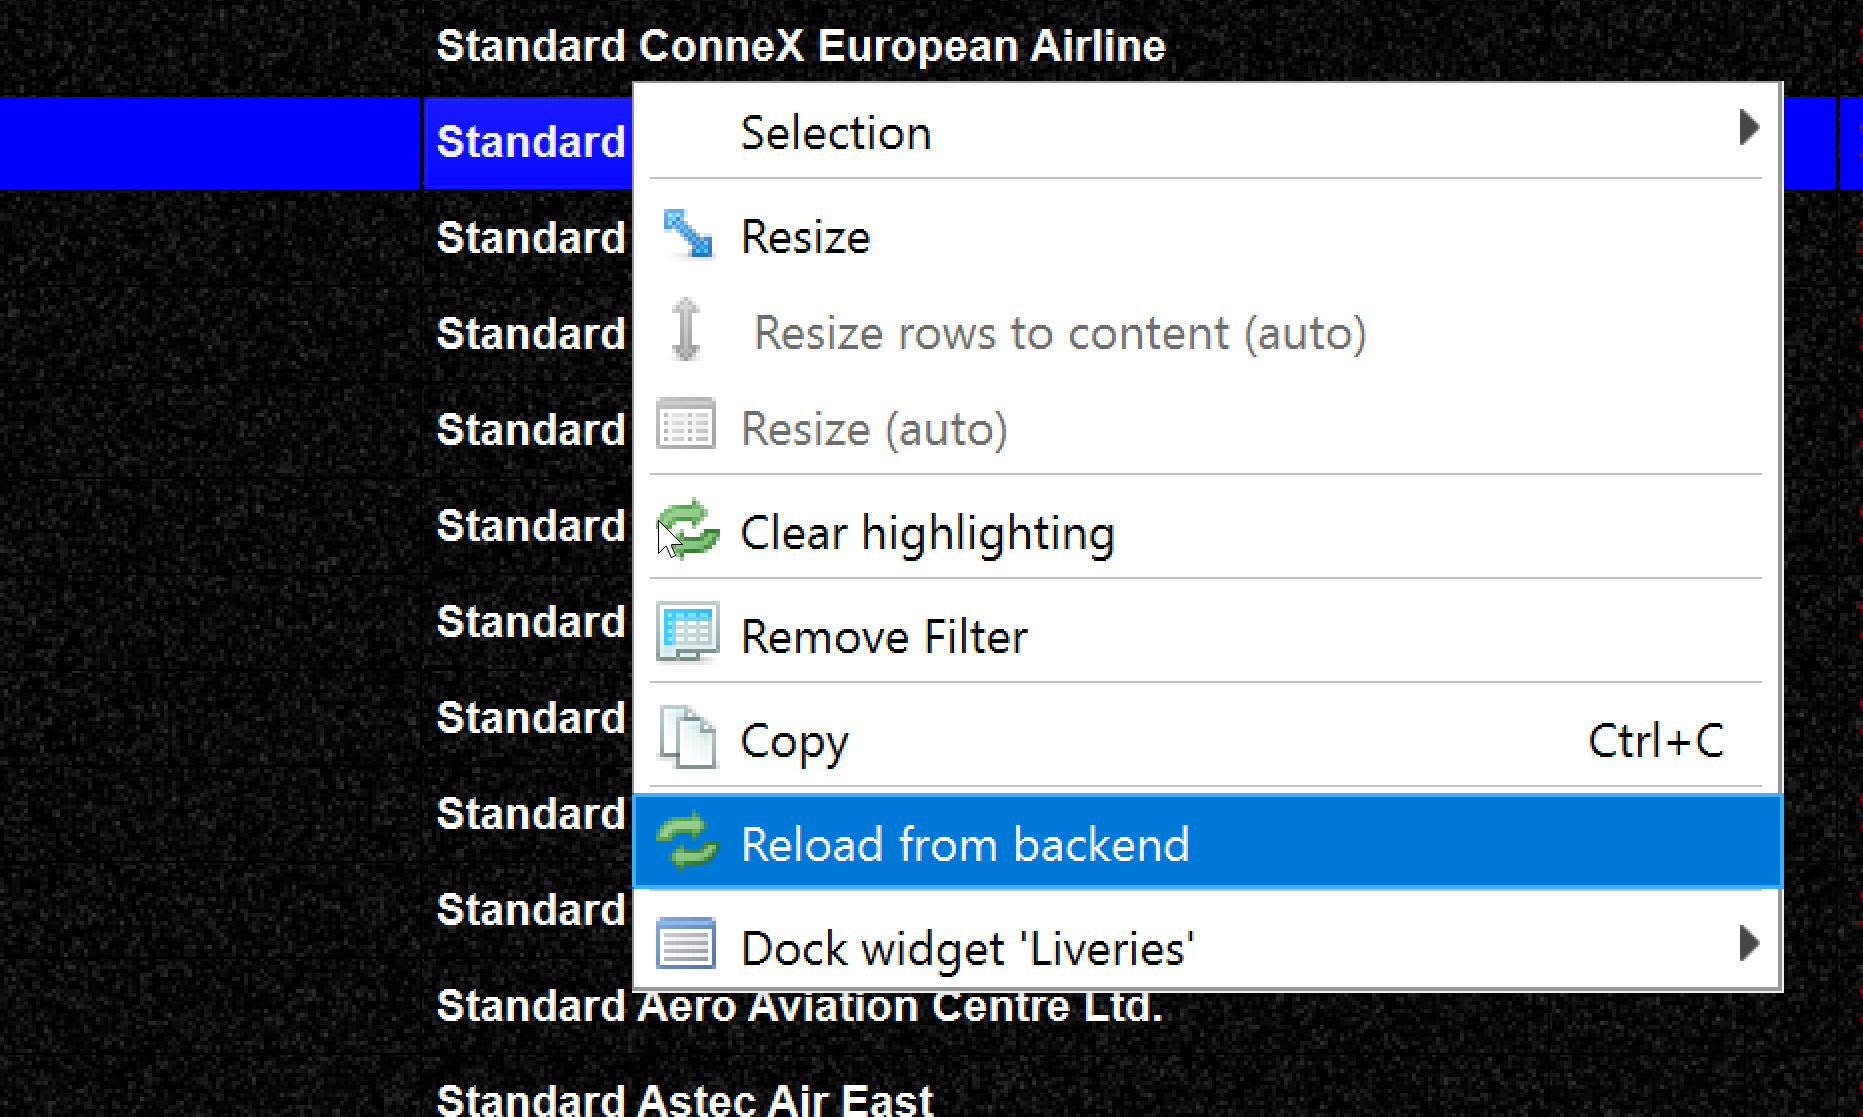 Standard ConneX European Airline
Standard
Selection
Standard
Resize
Standard
Resize rows to content (auto)
Standard
Resize (auto)
Standard
Clear highlighting
Standard
Remove Filter
Standard
Copy Ctrl+C
Standard
Reload from backend
Standard
Dock widget 'Liveries'
Standard Aero Aviation Centre Ltd.
Standard Astec Air East